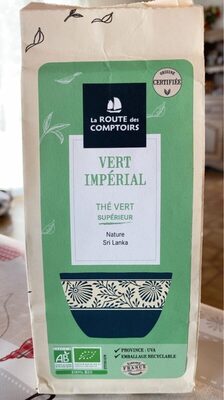 La ROUTE des
COMPTOIRS
ORIGINE
CERTIFIÉE
VERT
IMPÉRIAL
THÉ VERT
SUPÉRIEUR
Nature
Sri Lanka
AB
✓ PROVINCE : UVA
✓ EMBALLAGE RECYCLABLE